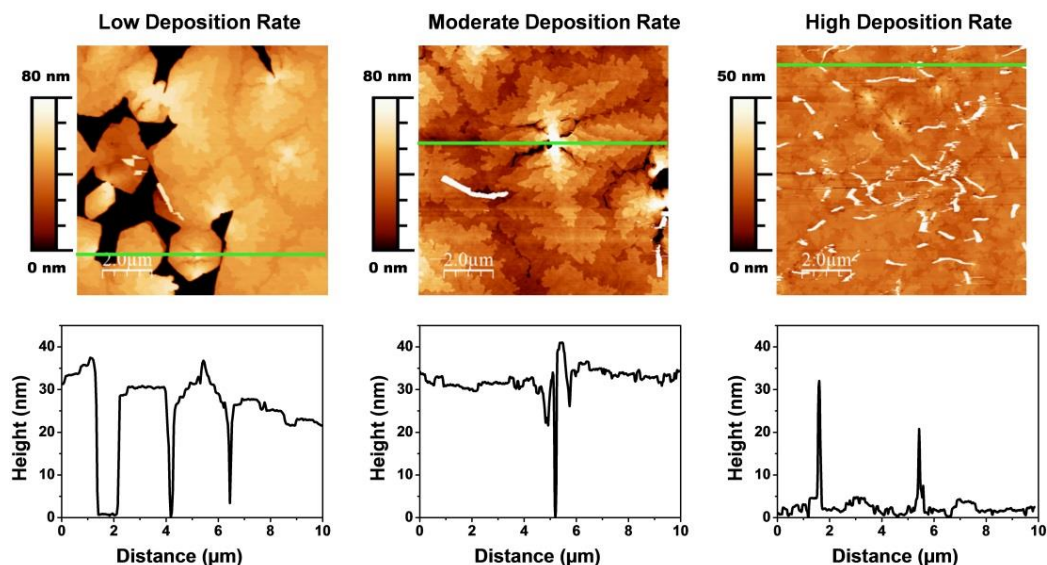 Low Deposition Rate
Moderate Deposition Rate
High Deposition Rate
80 nm
0 nm
2.0µm
80 nm
0 nm
2.0µm
50 nm
0 nm
2.0µm
Height (nm)
40
30
20
10
0
0 2 4 6 8 10
Distance (µm)
Height (nm)
40
30
20
10
0
0 2 4 6 8 10
Distance (µm)
Height (nm)
40
30
20
10
0
0 2 4 6 8 10
Distance (µm)